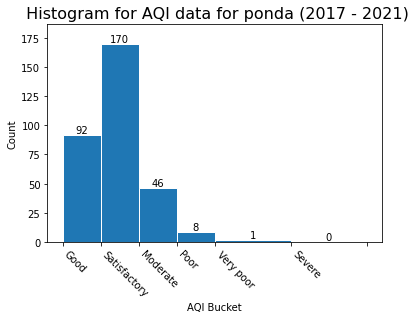 Histogram for AQI data for ponda (2017 - 2021)
175
150
125
100
75
50
25
0
Count
92
170
46
8
1
0
Good
Satisfactory
Moderate
Poor
Very poor
Severe
AQI Bucket